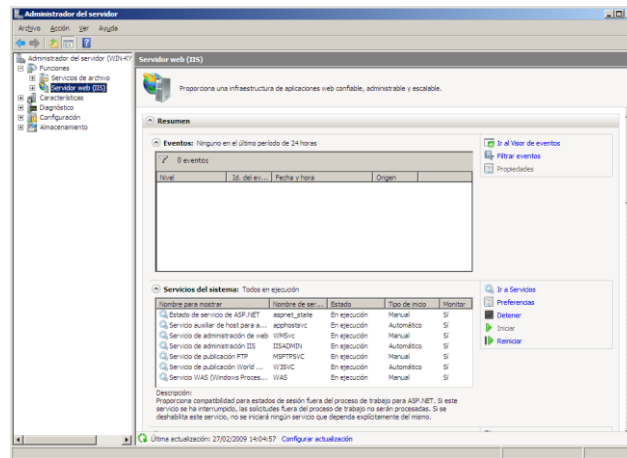 Administrador del servidor
Archivo Acción Ver Ayuda
Administrador del servidor (WIN-KY
Funciones
Servicios de archivo
Servidor web (IIS)
Características
Diagnóstico
Configuración
Almacenamiento
Servidor web (IIS)
Proporciona una infraestructura de aplicaciones web confiable, administrable y escalable.
Resumen
Eventos: Ninguno en el último período de 24 horas
0 eventos
Nivel Id. del ev... Fecha y hora Origen
Ir al Visor de eventos
Filtrar eventos
Propiedades
Servicios del sistema: Todos en ejecución
Nombre para mostrar Nombre de ser... Estado Tipo de inicio Monitor
Estado de servicio de ASP.NET aspnet_state En ejecución Manual Sí
Servicio auxiliar de host para a... apphostsvc En ejecución Automático Sí
Servicio de administración de web WMSvc En ejecución Manual Sí
Servicio de administración IIS IISADMIN En ejecución Automático Sí
Servicio de publicación FTP MSFTPSVC En ejecución Manual Sí
Servicio de publicación World ... W3SVC En ejecución Automático Sí
Servicio WAS (Windows Proces... WAS En ejecución Manual Sí
Descripción:
Proporciona compatibilidad para estados de sesión fuera del proceso de trabajo para ASP.NET. Si este
servicio se ha interrumpido, las solicitudes fuera del proceso de trabajo no serán procesadas. Si se
deshabilita este servicio, no se iniciará ningún servicio que dependa explícitamente del mismo.
Ir a Servicios
Preferencias
Detener
Iniciar
Reiniciar
Última actualización: 27/02/2009 14:04:57 Configurar actualización